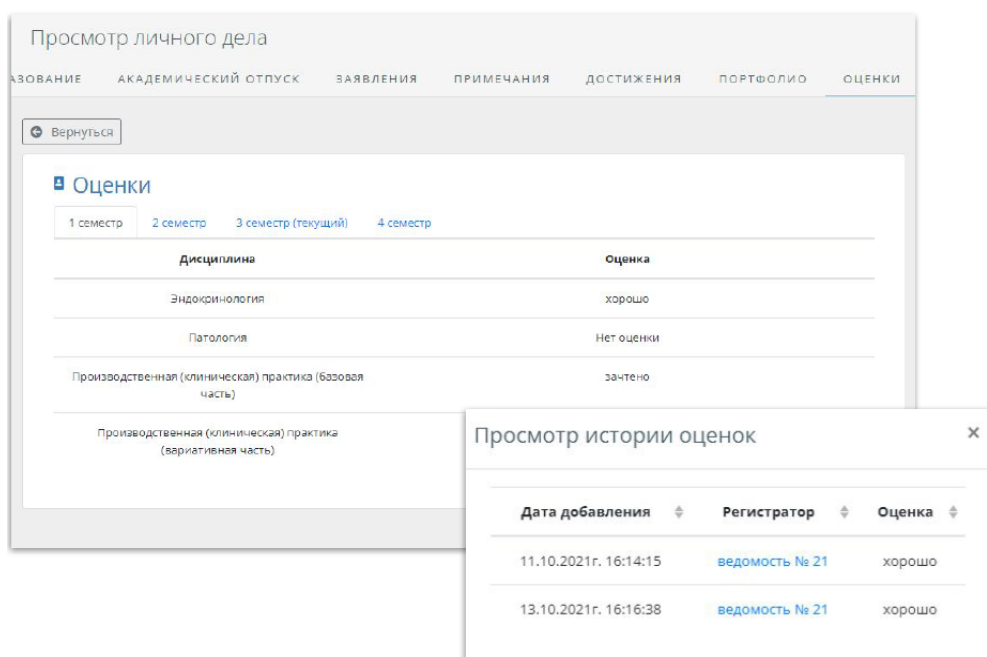 Просмотр личного дела
АЗОВАНИЕ АКАДЕМИЧЕСКИЙ ОТПУСК ЗАЯВЛЕНИЯ ПРИМЕЧАНИЯ ДОСТИЖЕНИЯ ПОРТФОЛИО ОЦЕНКИ
Вернуться
Оценки
1 семестр 2 семестр 3 семестр (текущий) 4 семестр
Дисциплина Оценка
Эндокринология хорошо
Патология Нет оценки
Производственная (клиническая) практика (базовая зачтено
часть)
Производственная (клиническая) практика
(вариативная часть)
Просмотр истории оценок ×
Дата добавления Регистратор Оценка
11.10.2021г. 16:14:15 ведомость № 21 хорошо
13.10.2021г. 16:16:38 ведомость № 21 хорошо